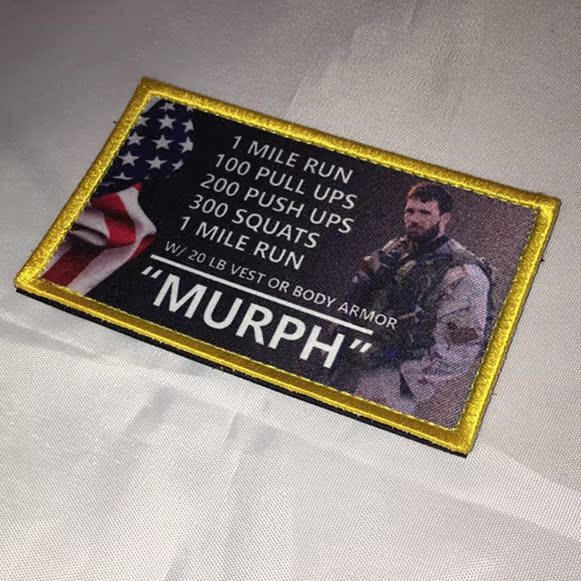 1 MILE RUN
100 PULL UPS
200 PUSH UPS
300 SQUATS
1 MILE RUN
W/ 20 LB VEST OR BODY ARMOR
"MURPH"